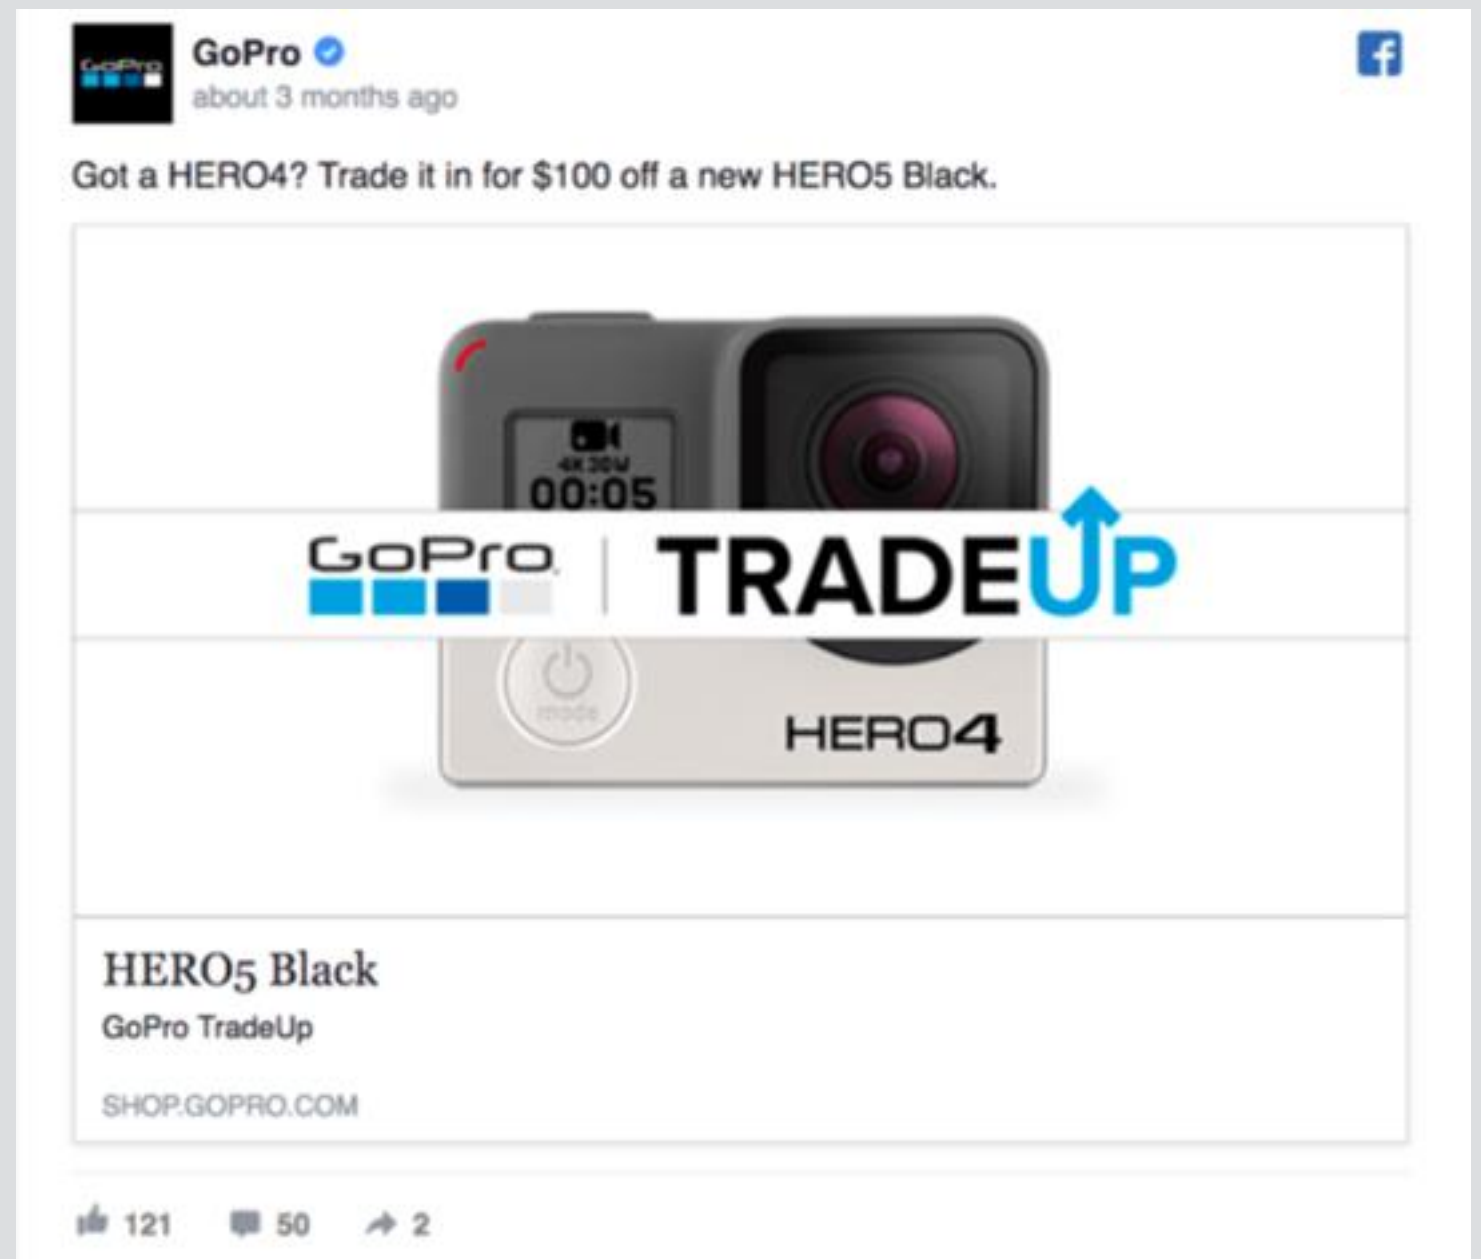 GoPro
GoPro
about 3 months ago
Got a HERO4? Trade it in for $100 off a new HERO5 Black.
4K 30W
00:05
GoPro | TRADEUP
mode
HERO4
HERO5 Black
GoPro TradeUp
SHOP.GOPRO.COM
121 50 2